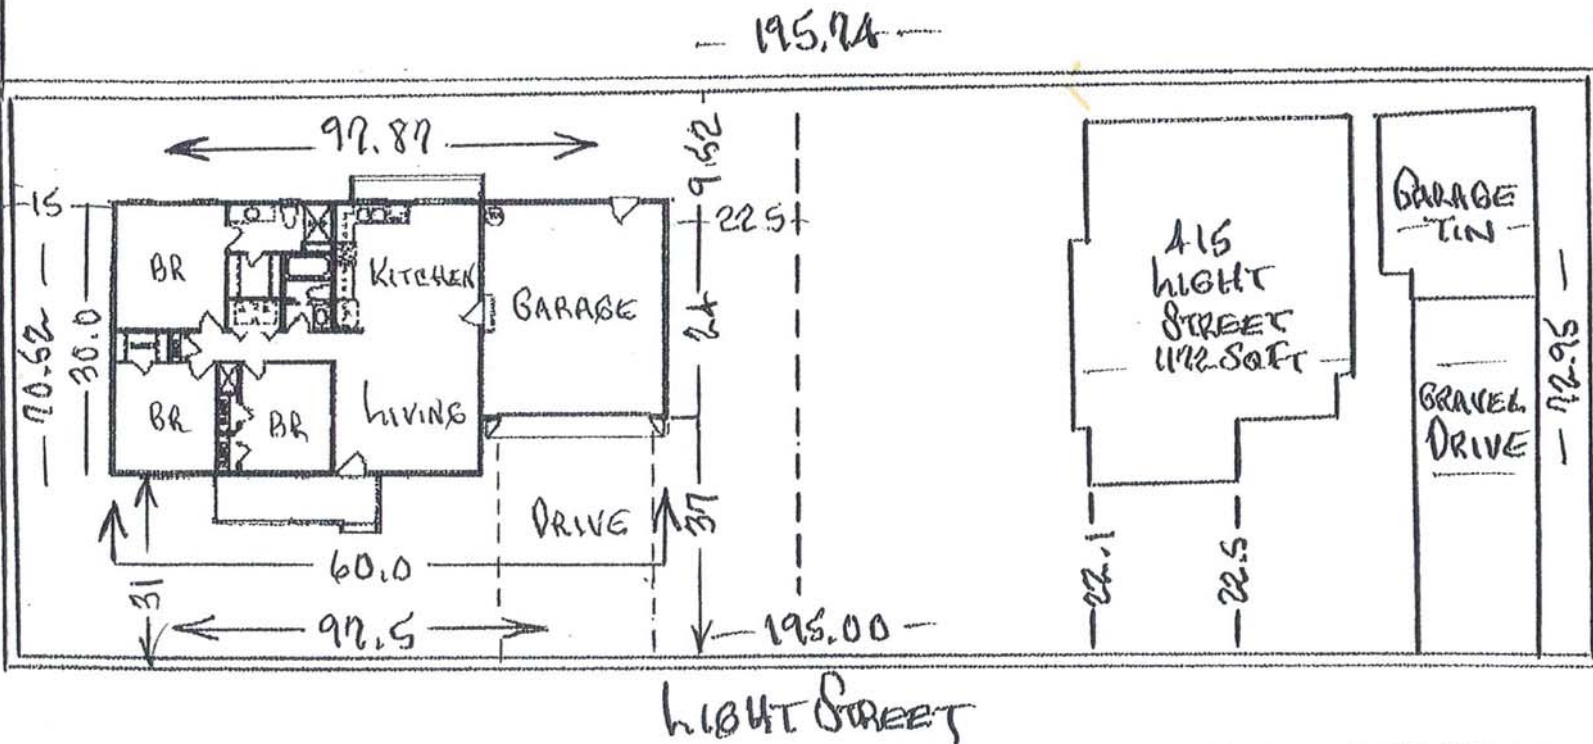 195.74
97.87
9.52
15
22.5
BR
KITCHEN
GARAGE
70.52
30.0
24
BR
BR
LIVING
37
DRIVE
60.0
31
97.5
195.00
415
LIGHT
STREET
1172 SQ FT
22.1
22.5
GARAGE
TIN
GRAVEL
DRIVE
72.95
LIGHT STREET